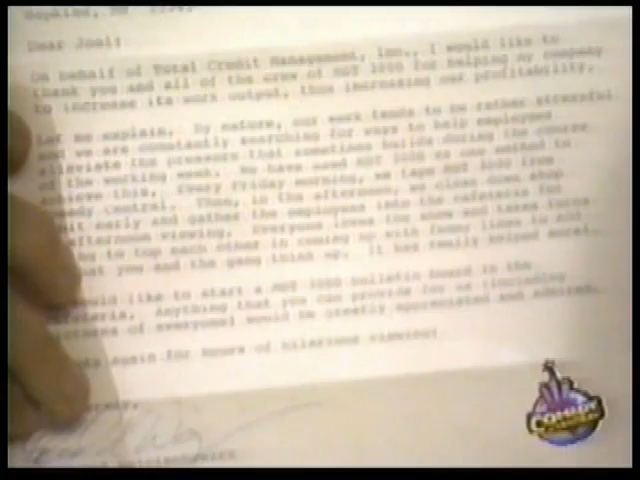 Hopkins, MN
Dear Joel:
On behalf of Total Credit Management, Inc., I would like to
thank you and all of the crew of MST 3000 for helping my company
to increase its work output, thus increasing our profitability.
Let me explain. By nature, our work tends to be rather stressful
and we are constantly searching for ways to help employees
alleviate the pressure that sometimes builds during the course
of the working week. We have used MST 3000 as one method to
achieve this. Every Friday morning, we tape MST 3000 from
Comedy Central. Then, in the afternoon, we close down shop
bit early and gather the employees into the cafeteria for
afternoon viewing. Everyone loves the show and takes turns
to top each other in coming up with funny lines to add
what you and the gang think up. It has really helped morale.
would like to start a MST 3000 bulletin board in the
cafeteria. Anything that you can provide for us (including
pictures of everyone) would be greatly appreciated and admired.
again for hours of hilarious viewing!
COMEDY
CENTRAL